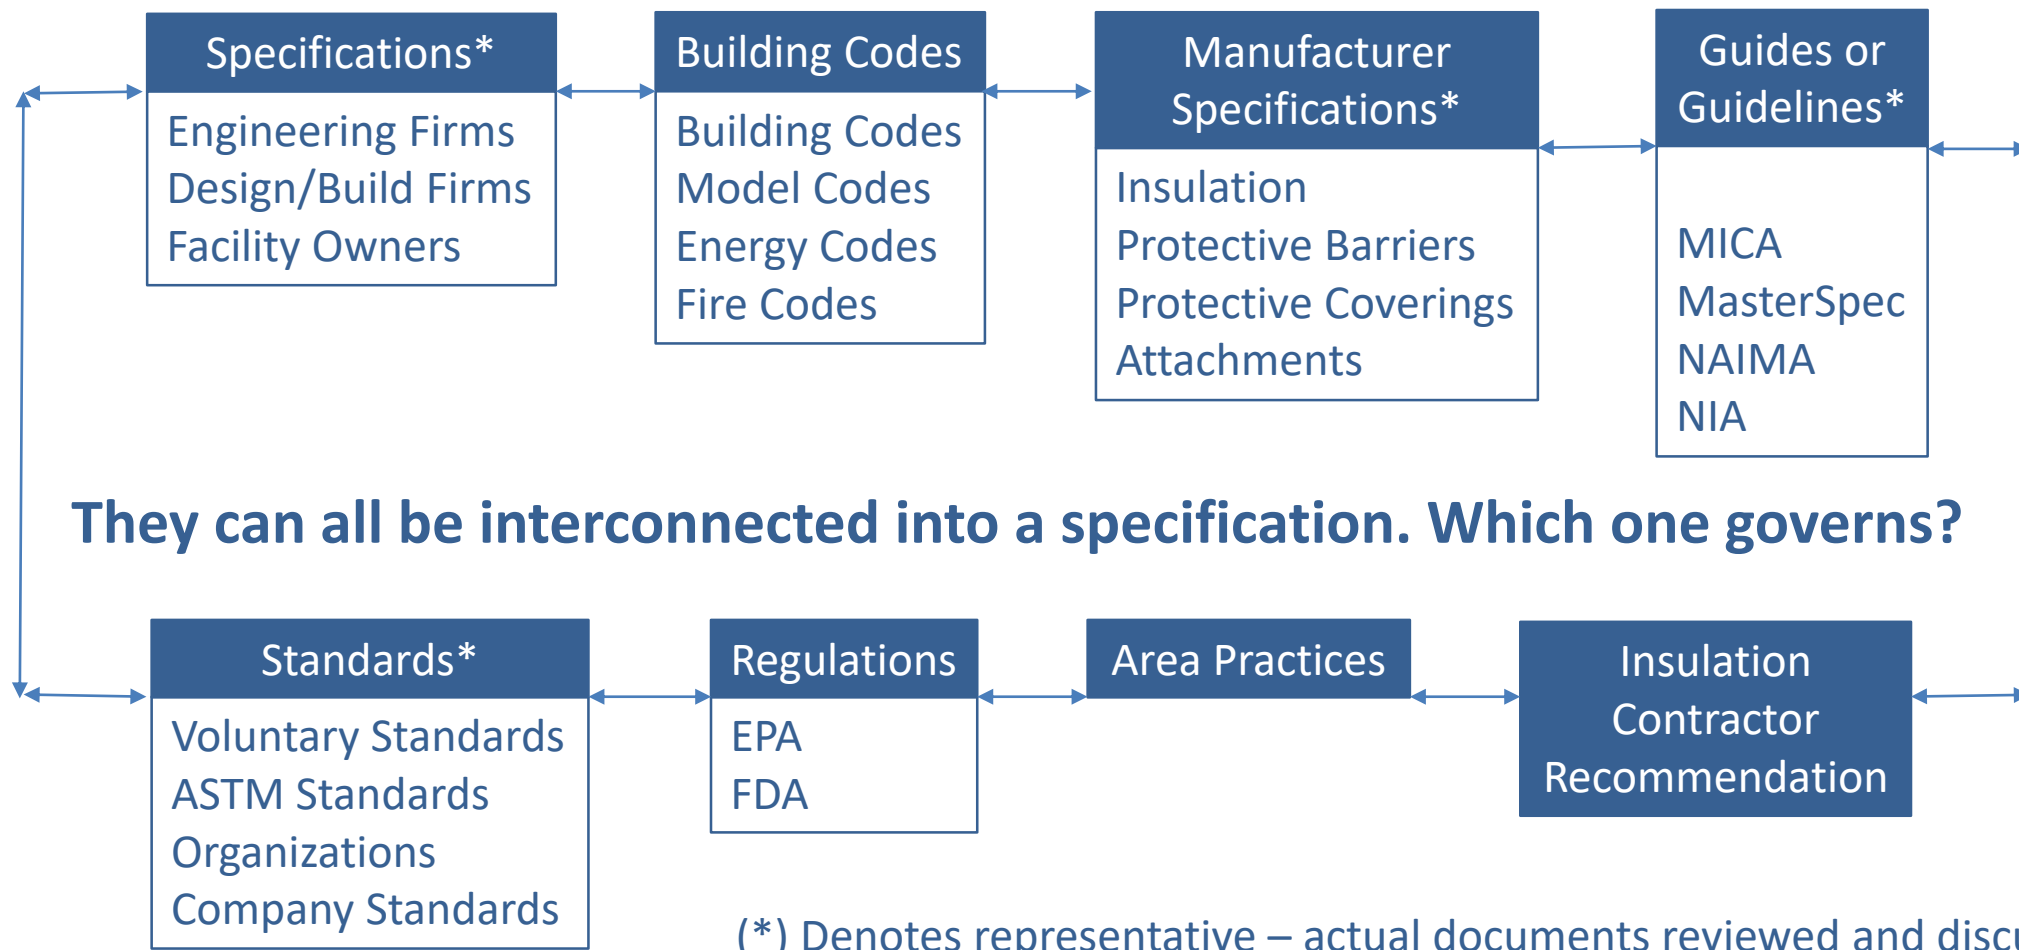 Specifications*
Engineering Firms
Design/Build Firms
Facility Owners
Building Codes
Building Codes
Model Codes
Energy Codes
Fire Codes
Manufacturer
Specifications*
Insulation
Protective Barriers
Protective Coverings
Attachments
Guides or
Guidelines*
MICA
MasterSpec
NAIMA
NIA
They can all be interconnected into a specification. Which one governs?
Standards*
Voluntary Standards
ASTM Standards
Organizations
Company Standards
Regulations
EPA
FDA
Area Practices
Insulation
Contractor
Recommendation
(*) Denotes representative – actual documents reviewed and